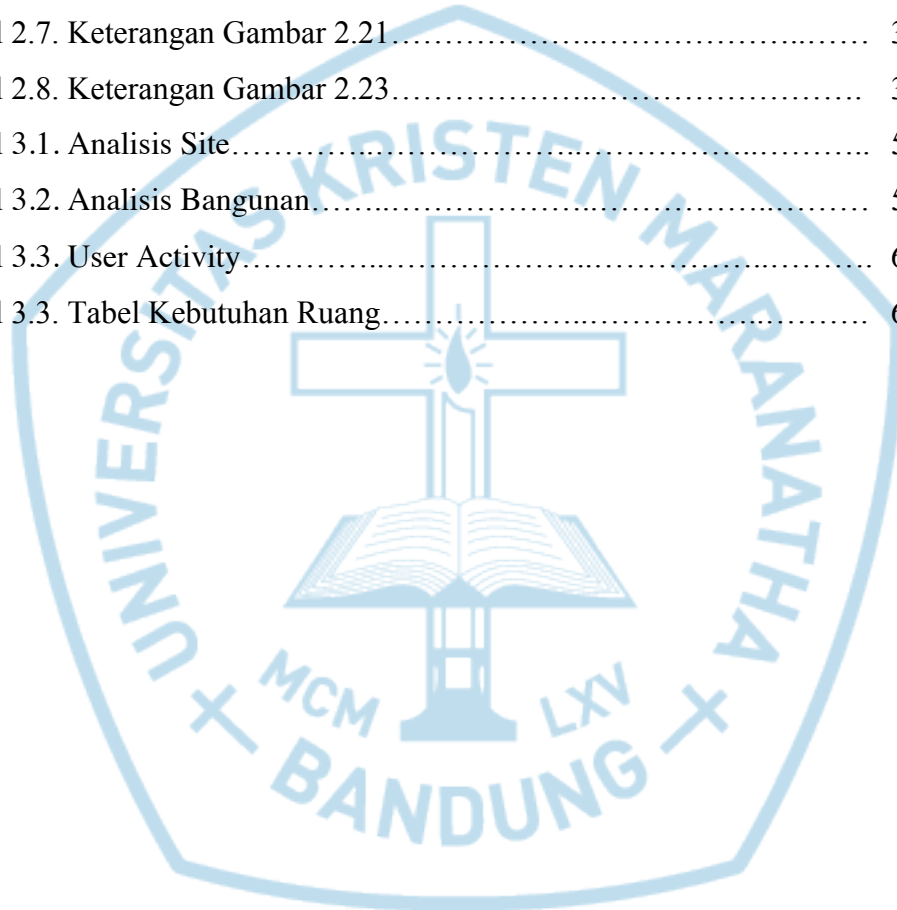 l 2.7. Keterangan Gambar 2.21………………..………………………..…… 3
l 2.8. Keterangan Gambar 2.23………………..……………………… 3
l 3.1. Analisis Site………………………………………………..……….. 5
l 3.2. Analisis Bangunan……..………………..………………..……… 5
l 3.3. User Activity…………..………………..………………..……….. 6
l 3.3. Tabel Kebutuhan Ruang………………..………………..……… 6
UNIVERSITAS KRISTEN MARANATHA
MCM LXV
BANDUNG